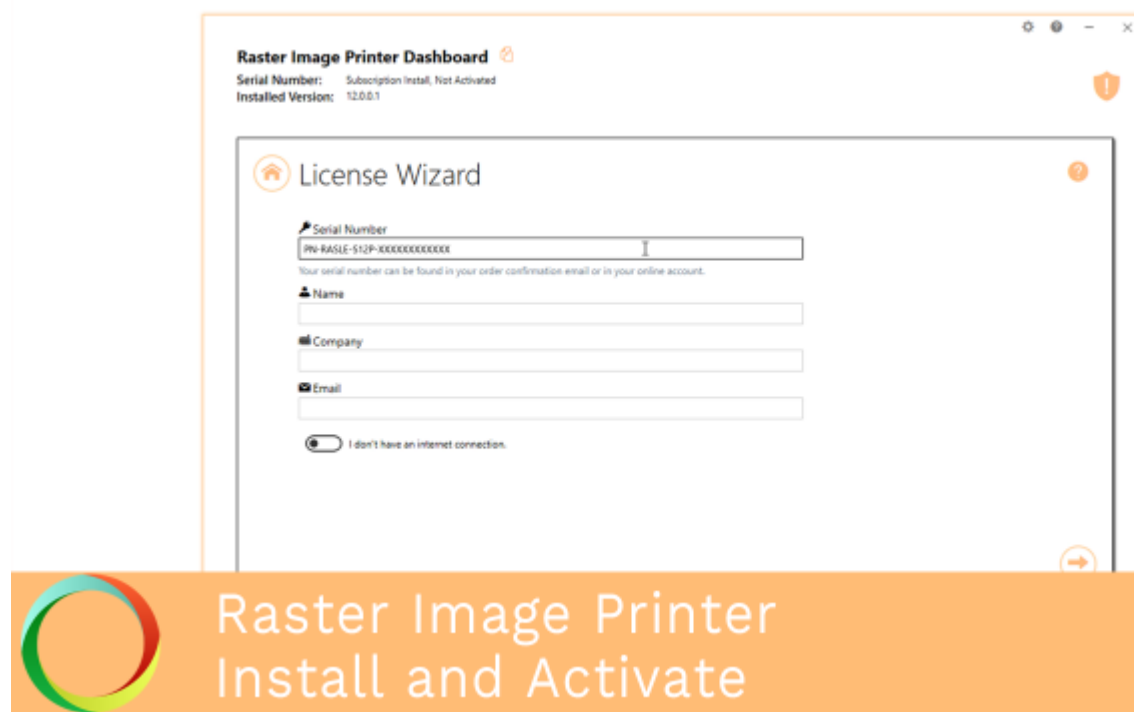 Raster Image Printer Dashboard
Serial Number: Subscription Install, Not Activated
Installed Version: 12.0.0.1
License Wizard
Serial Number
PN-RASLE-S12P-XXXXXXXXXXXX
Your serial number can be found in your order confirmation email or in your online account.
Name
Company
Email
I don't have an internet connection.
Raster Image Printer
Install and Activate